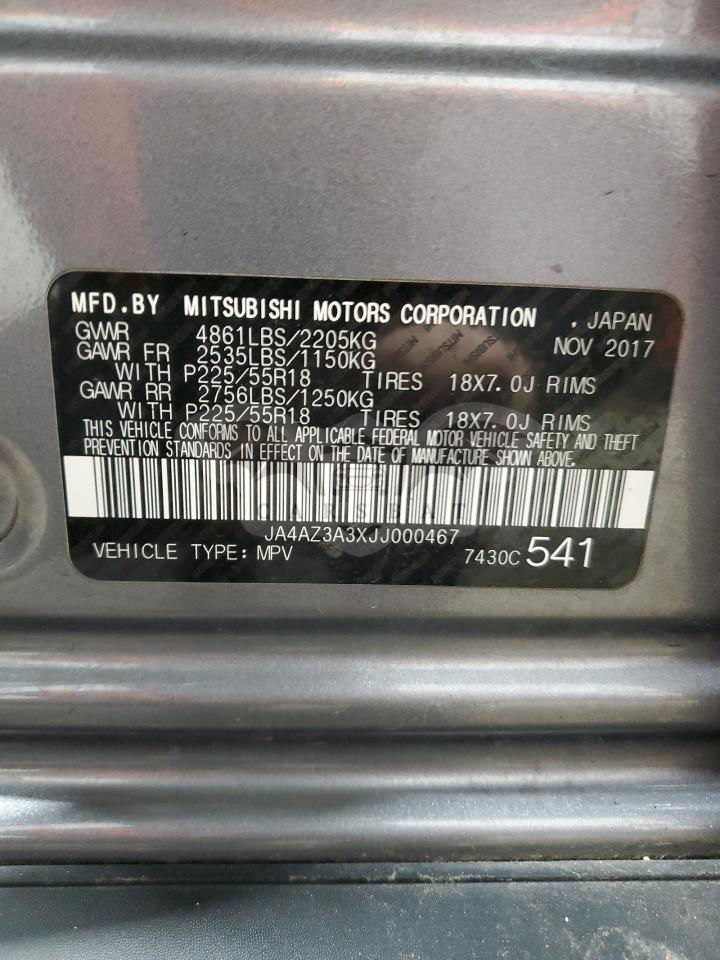 MFD.BY MITSUBISHI MOTORS CORPORATION , JAPAN
GVWR 4861LBS/2205KG NOV 2017
GAWR FR 2535LBS/1150KG
WITH P225/55R18 TIRES 18X7.0J RIMS
GAWR RR 2756LBS/1250KG
WITH P225/55R18 TIRES 18X7.0J RIMS
THIS VEHICLE CONFORMS TO ALL APPLICABLE FEDERAL MOTOR VEHICLE SAFETY AND THEFT
PREVENTION STANDARDS IN EFFECT ON THE DATE OF MANUFACTURE SHOWN ABOVE.
CARSBAT
JA4AZ3A3XJJ000467
VEHICLE TYPE: MPV 7430C 541